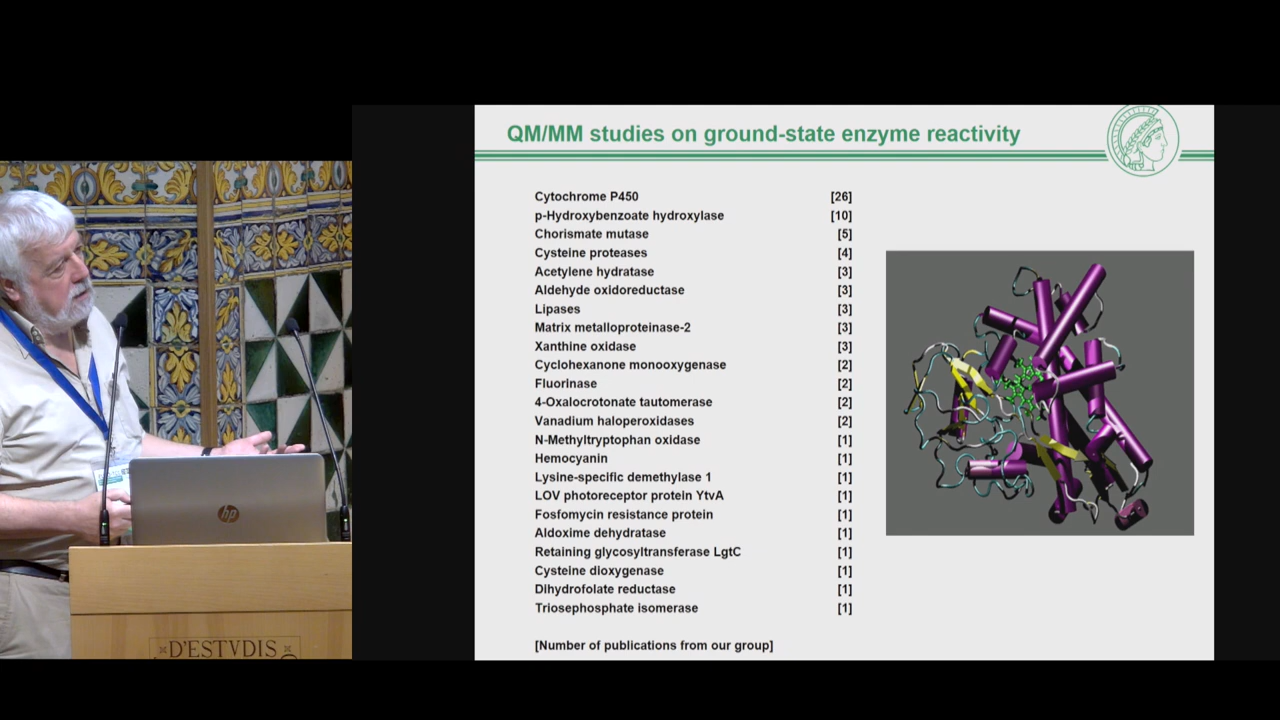 QM/MM studies on ground-state enzyme reactivity
Cytochrome P450 [26]
p-Hydroxybenzoate hydroxylase [10]
Chorismate mutase [5]
Cysteine proteases [4]
Acetylene hydratase [3]
Aldehyde oxidoreductase [3]
Lipases [3]
Matrix metalloproteinase-2 [3]
Xanthine oxidase [3]
Cyclohexanone monooxygenase [2]
Fluorinase [2]
4-Oxalocrotonate tautomerase [2]
Vanadium haloperoxidases [2]
N-Methyltryptophan oxidase [1]
Hemocyanin [1]
Lysine-specific demethylase 1 [1]
LOV photoreceptor protein YtvA [1]
Fosfomycin resistance protein [1]
Aldoxime dehydratase [1]
Retaining glycosyltransferase LgtC [1]
Cysteine dioxygenase [1]
Dihydrofolate reductase [1]
Triosephosphate isomerase [1]
[Number of publications from our group]
hp
D'ESTVDIS